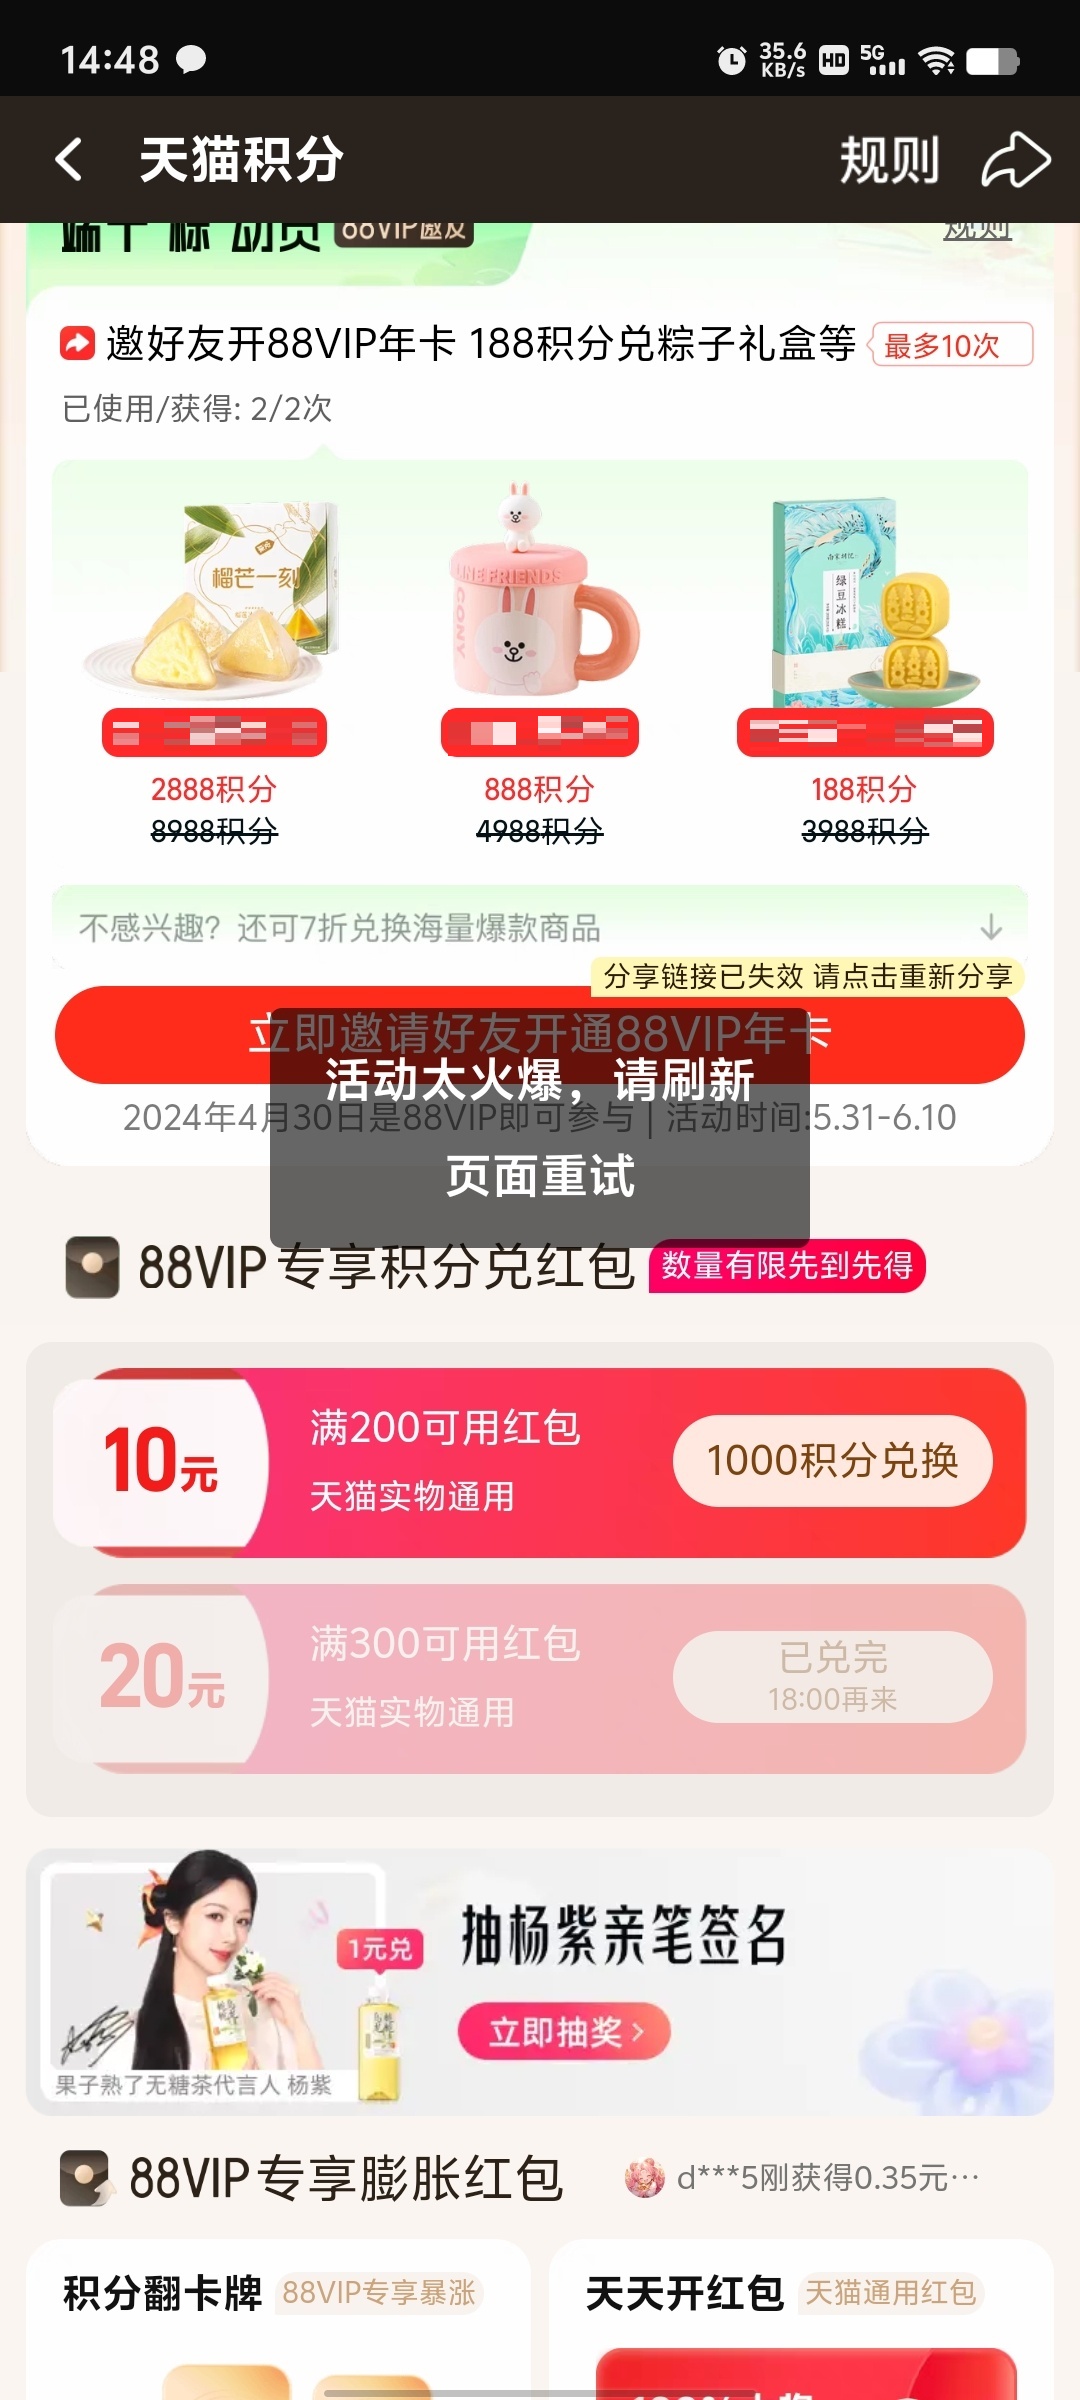 14:48
35.6
KB/s
HD
5G
天猫积分
规则
88VIP邀友
规则
邀好友开88VIP年卡 188积分兑粽子礼盒等
最多10次
已使用/获得: 2/2次
榴芒一刻
LINE FRIENDS
CONY
绿豆冰糕
2888积分
888积分
188积分
8988积分
4988积分
3988积分
不感兴趣? 还可7折兑换海量爆款商品
分享链接已失效 请点击重新分享
立即邀请好友开通88VIP年卡
活动太火爆，请刷新
页面重试
2024年4月30日是88VIP即可参与 | 活动时间:5.31-6.10
88VIP专享积分兑红包
数量有限先到先得
10元
满200可用红包
天猫实物通用
1000积分兑换
20元
满300可用红包
天猫实物通用
已兑完
18:00再来
1元兑
抽杨紫亲笔签名
立即抽奖
果子熟了无糖茶代言人 杨紫
88VIP专享膨胀红包
d***5刚获得0.35元…
积分翻卡牌
88VIP专享暴涨
天天开红包
天猫通用红包